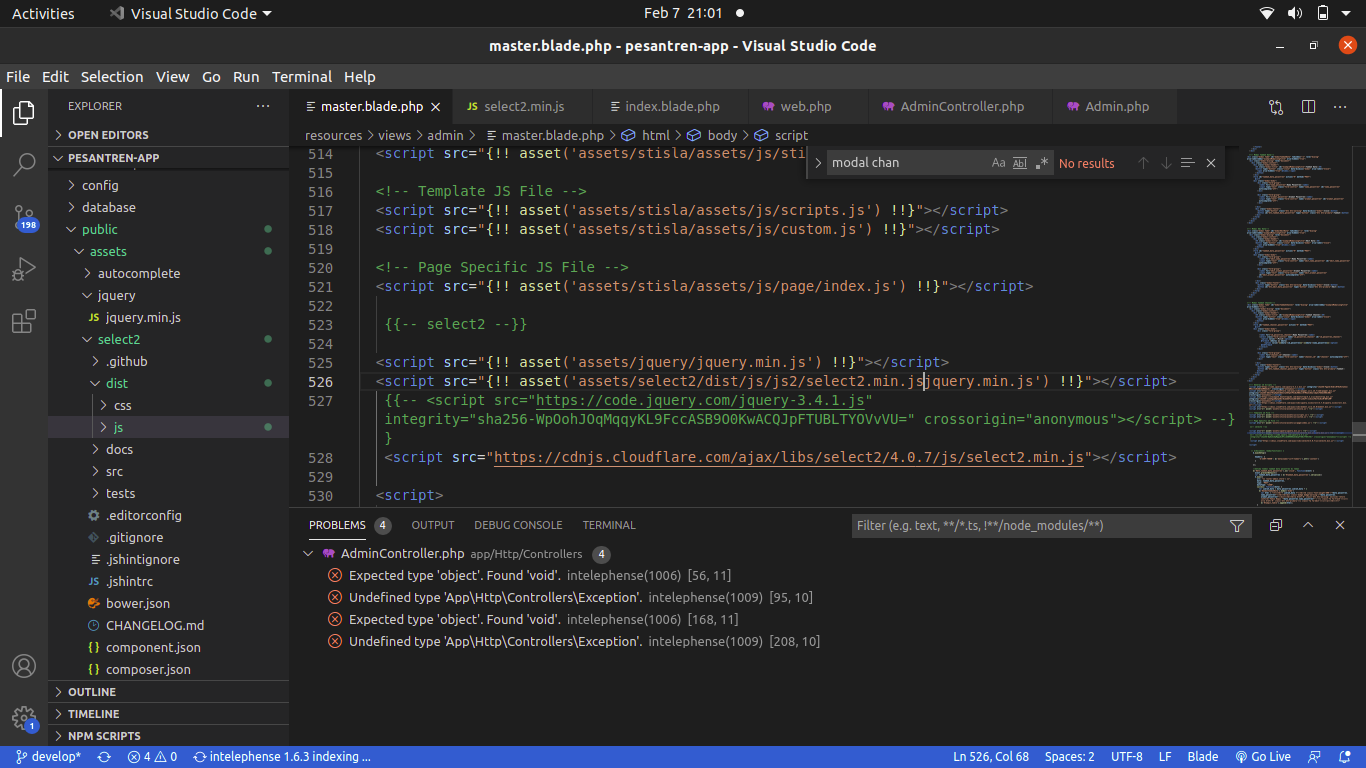 Activities Visual Studio Code Feb 7 21:01
master.blade.php - pesantren-app - Visual Studio Code
File Edit Selection View Go Run Terminal Help
EXPLORER ...
OPEN EDITORS
PESANTREN-APP
config
database
public
assets
autocomplete
jquery
JS jquery.min.js
select2
.github
dist
css
js
docs
src
tests
.editorconfig
.gitignore
.jshintignore
JS .jshintrc
bower.json
CHANGELOG.md
{} component.json
{} composer.json
OUTLINE
TIMELINE
NPM SCRIPTS
198
1
master.blade.php JS select2.min.js index.blade.php web.php AdminController.php Admin.php ...
resources > views > admin > master.blade.php > html > body > script
modal chan Aa Abl .* No results
514 <script src="{!! asset('assets/stisla/assets/js/sti
515
516 <!-- Template JS File -->
517 <script src="{!! asset('assets/stisla/assets/js/scripts.js') !!}"></script>
518 <script src="{!! asset('assets/stisla/assets/js/custom.js') !!}"></script>
519
520 <!-- Page Specific JS File -->
521 <script src="{!! asset('assets/stisla/assets/js/page/index.js') !!}"></script>
522
523 {{-- select2 --}}
524
525 <script src="{!! asset('assets/jquery/jquery.min.js') !!}"></script>
526 <script src="{!! asset('assets/select2/dist/js/js2/select2.min.jsjquery.min.js') !!}"></script>
527 {{-- <script src="https://code.jquery.com/jquery-3.4.1.js"
integrity="sha256-WpOohJOqMqqyKL9FccASB9O0KwACQJpFTUBLTYOVvVU=" crossorigin="anonymous"></script> --}
}
528 <script src="https://cdnjs.cloudflare.com/ajax/libs/select2/4.0.7/js/select2.min.js"></script>
529
530 <script>
PROBLEMS 4 OUTPUT DEBUG CONSOLE TERMINAL Filter (e.g. text, **/*.ts, !**/node_modules/**)
AdminController.php app/Http/Controllers 4
Expected type 'object'. Found 'void'. intelephense(1006) [56, 11]
Undefined type 'App\Http\Controllers\Exception'. intelephense(1009) [95, 10]
Expected type 'object'. Found 'void'. intelephense(1006) [168, 11]
Undefined type 'App\Http\Controllers\Exception'. intelephense(1009) [208, 10]
develop* 4 0 intelephense 1.6.3 indexing ... Ln 526, Col 68 Spaces: 2 UTF-8 LF Blade Go Live